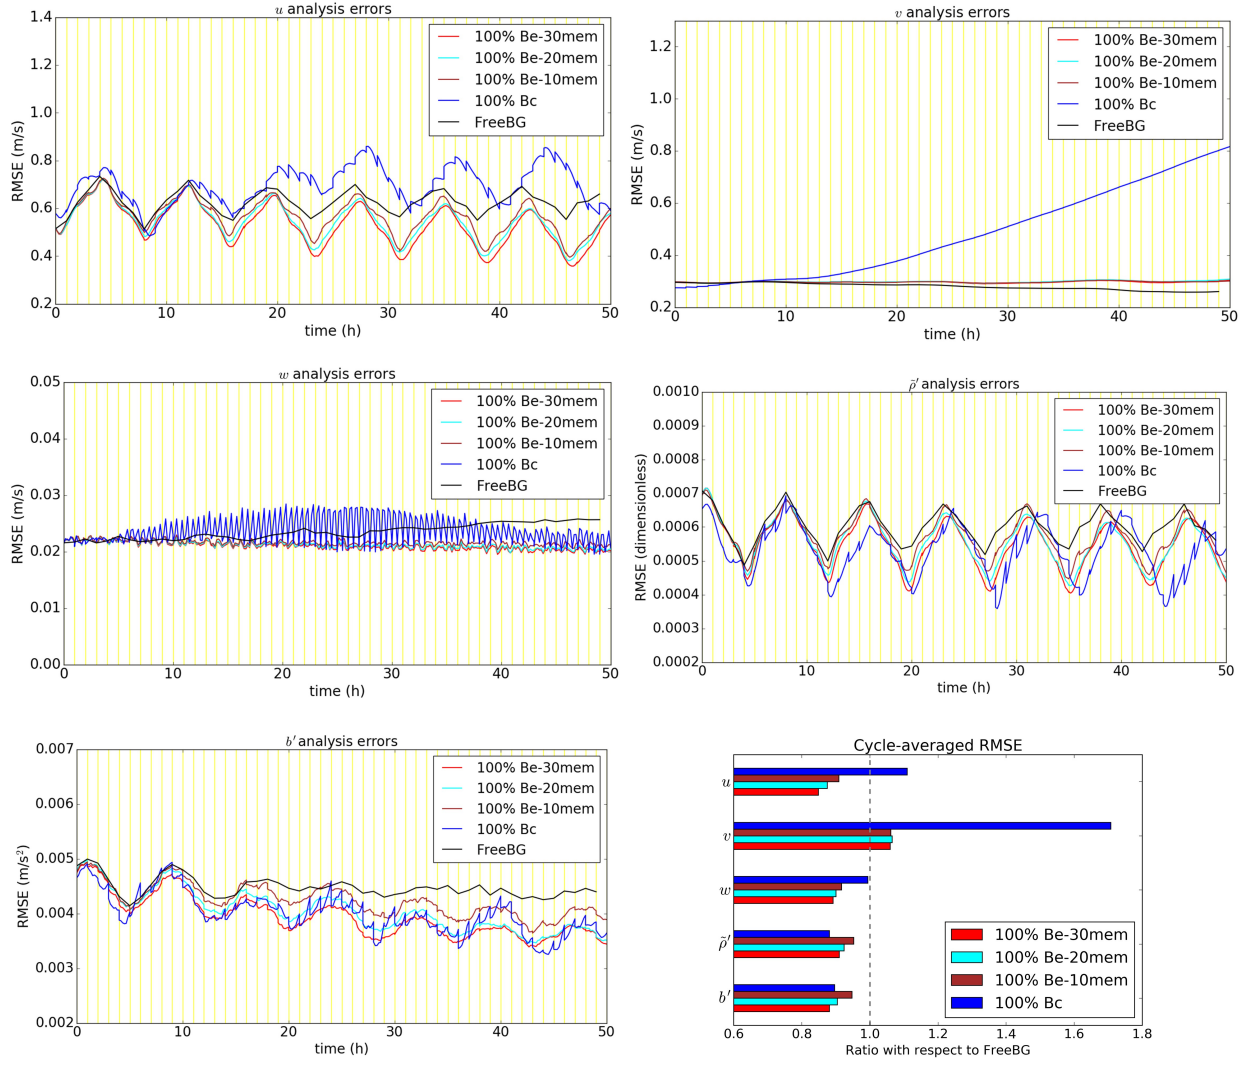 u analysis errors
RMSE (m/s)
1.4
1.2
1.0
0.8
0.6
0.4
0.2
0 10 20 30 40 50
time (h)
100% Be-30mem
100% Be-20mem
100% Be-10mem
100% Bc
FreeBG
v analysis errors
RMSE (m/s)
1.2
1.0
0.8
0.6
0.4
0.2
0 10 20 30 40 50
time (h)
100% Be-30mem
100% Be-20mem
100% Be-10mem
100% Bc
FreeBG
w analysis errors
RMSE (m/s)
0.05
0.04
0.03
0.02
0.01
0.00
0 10 20 30 40 50
time (h)
100% Be-30mem
100% Be-20mem
100% Be-10mem
100% Bc
FreeBG
ρ̃′ analysis errors
RMSE (dimensionless)
0.0010
0.0009
0.0008
0.0007
0.0006
0.0005
0.0004
0.0003
0.0002
0 10 20 30 40 50
time (h)
100% Be-30mem
100% Be-20mem
100% Be-10mem
100% Bc
FreeBG
b′ analysis errors
RMSE (m/s²)
0.007
0.006
0.005
0.004
0.003
0.002
0 10 20 30 40 50
time (h)
100% Be-30mem
100% Be-20mem
100% Be-10mem
100% Bc
FreeBG
Cycle-averaged RMSE
u
v
w
ρ̃′
b′
0.6 0.8 1.0 1.2 1.4 1.6 1.8
Ratio with respect to FreeBG
100% Be-30mem
100% Be-20mem
100% Be-10mem
100% Bc